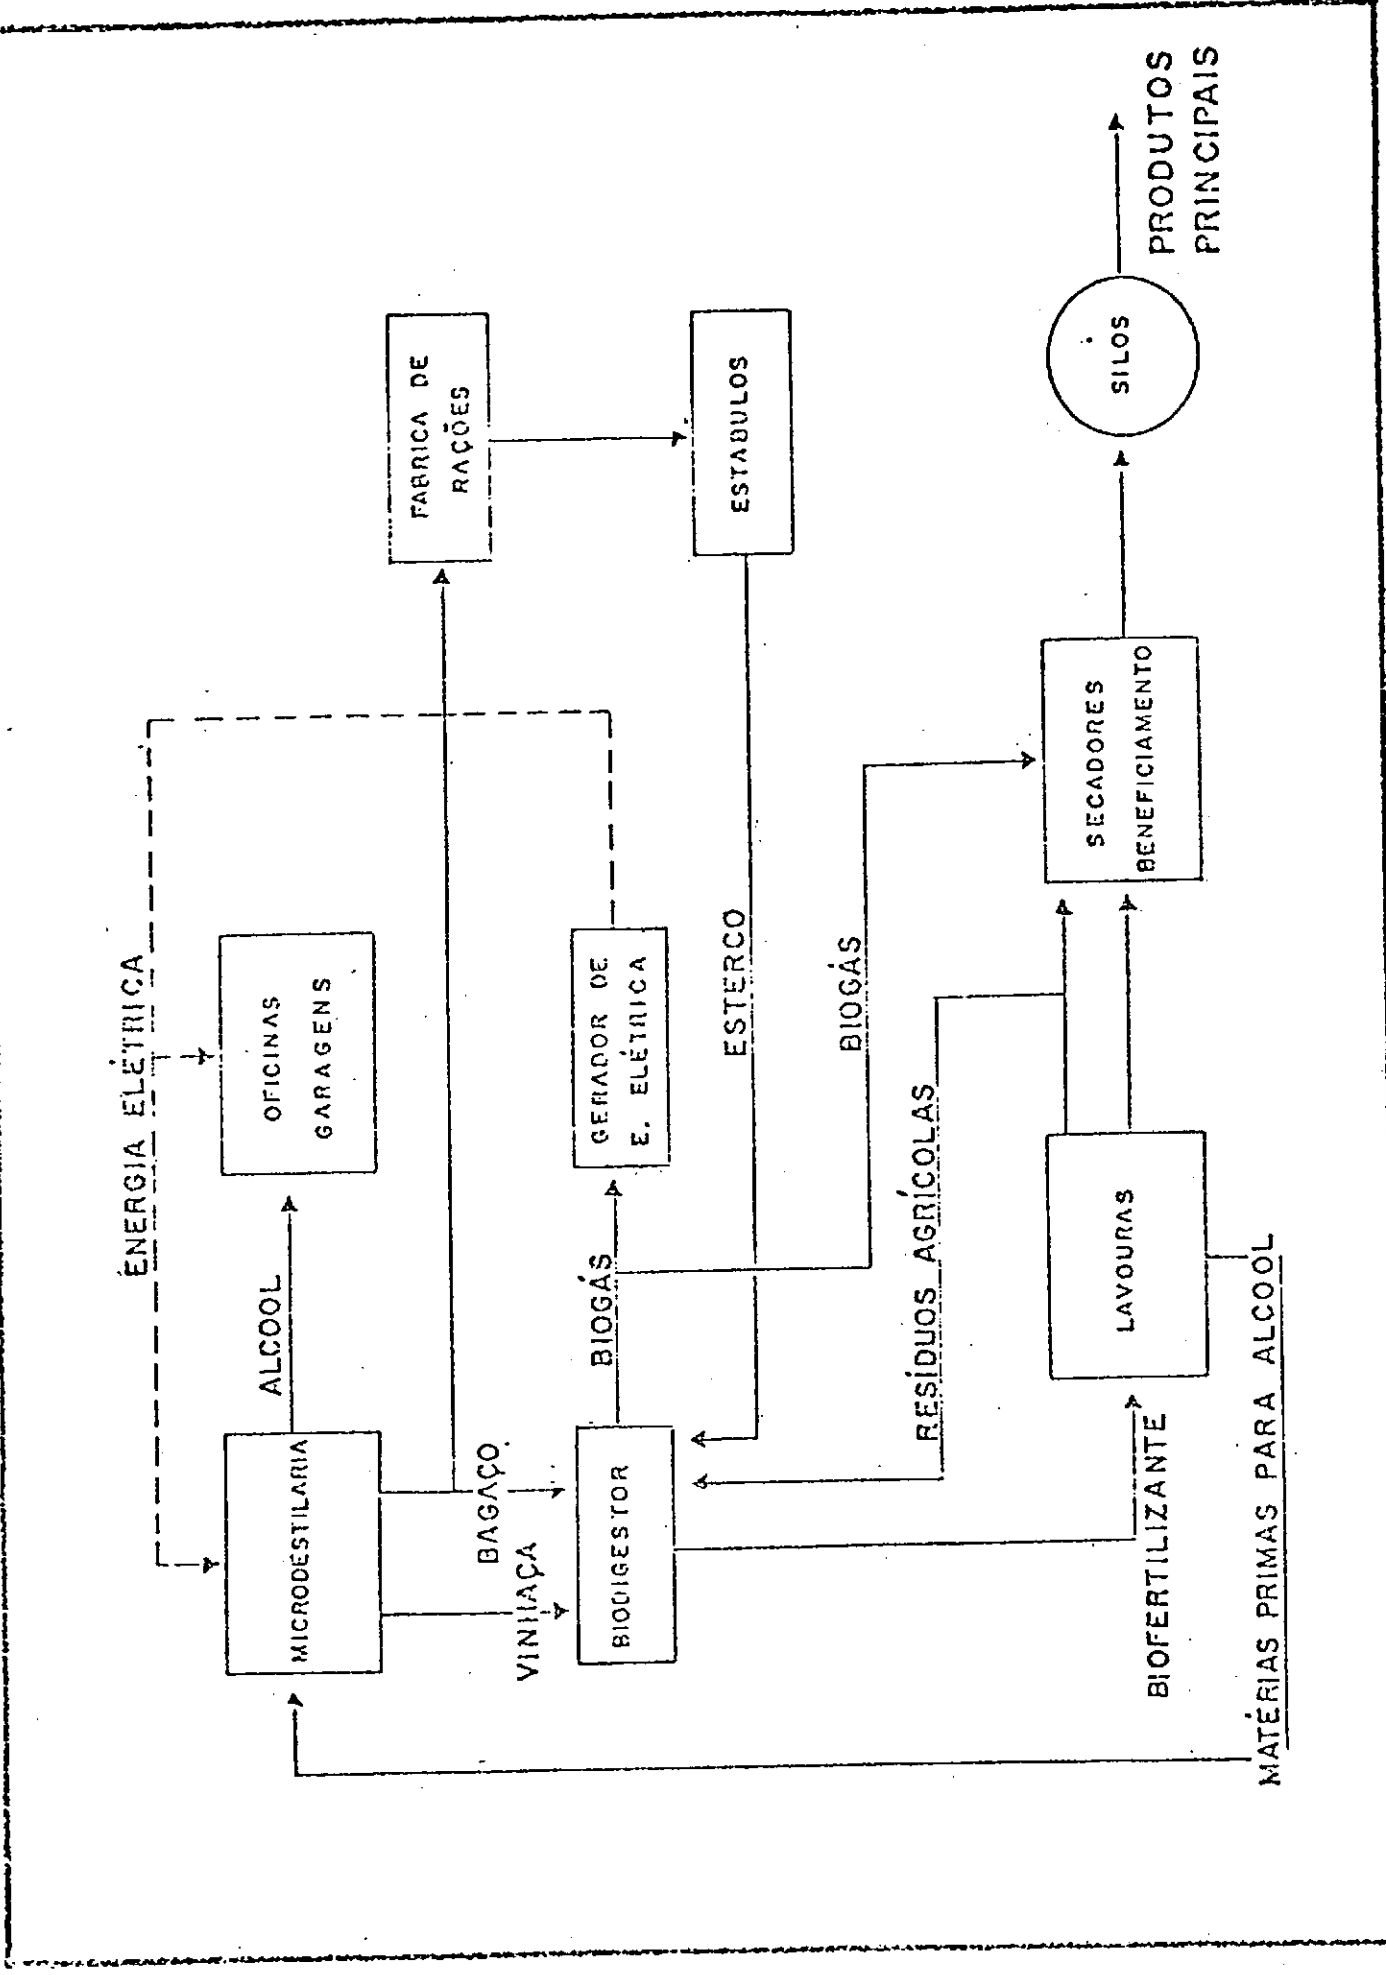 ENERGIA ELÉTRICA
MICRODESTILARIA
ALCOOL
OFICINAS
GARAGENS
FABRICA DE
RAÇÕES
BAGAÇO
VINHAÇA
BIODIGESTOR
BIOGÁS
GERADOR DE
E. ELÉTRICA
ESTABULOS
ESTERCO
BIOGÁS
RESÍDUOS AGRÍCOLAS
BIOFERTILIZANTE
LAVOURAS
SECADORES
BENEFICIAMENTO
SILOS
PRODUTOS
PRINCIPAIS
MATÉRIAS PRIMAS PARA ALCOOL